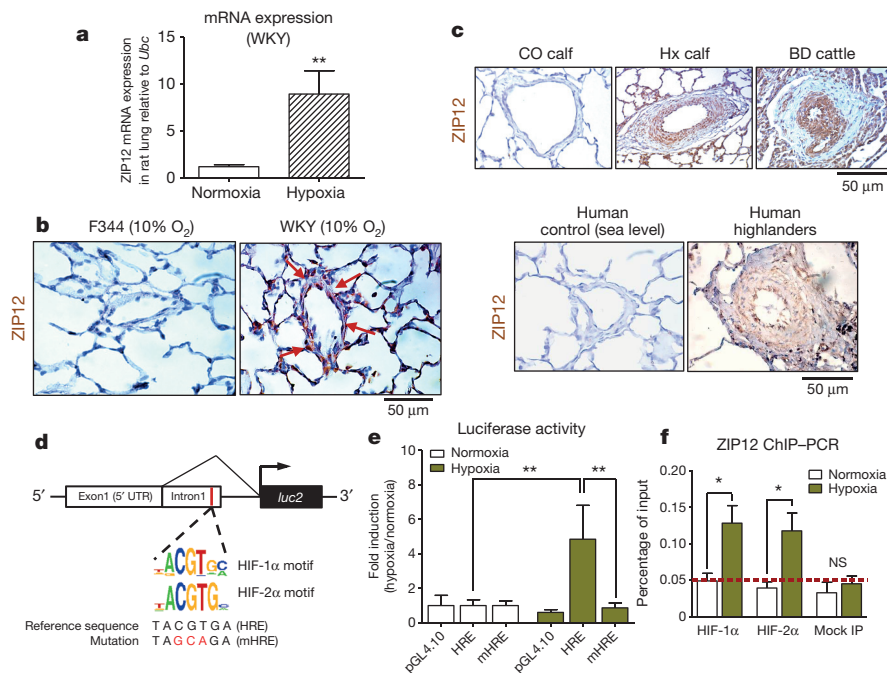 a
mRNA expression
(WKY)
ZIP12 mRNA expression
in rat lung relative to Ubc
15
10
5
0
**
Normoxia
Hypoxia
b
F344 (10% O2)
WKY (10% O2)
ZIP12
50 μm
c
CO calf
Hx calf
BD cattle
ZIP12
50 μm
Human
control (sea level)
Human
highlanders
ZIP12
50 μm
d
5′
Exon1 (5′ UTR)
Intron1
luc2
3′
TACGTGC
HIF-1α motif
TACGTG
HIF-2α motif
Reference sequence
T A C G T G A (HRE)
Mutation
T A G C A G A (mHRE)
e
Luciferase activity
Normoxia
Hypoxia
Fold induction
(hypoxia/normoxia)
8
6
4
2
0
**
**
pGL4.10
HRE
mHRE
pGL4.10
HRE
mHRE
f
ZIP12 ChIP–PCR
Normoxia
Hypoxia
Percentage of input
0.20
0.15
0.10
0.05
0
*
*
NS
HIF-1α
HIF-2α
Mock IP